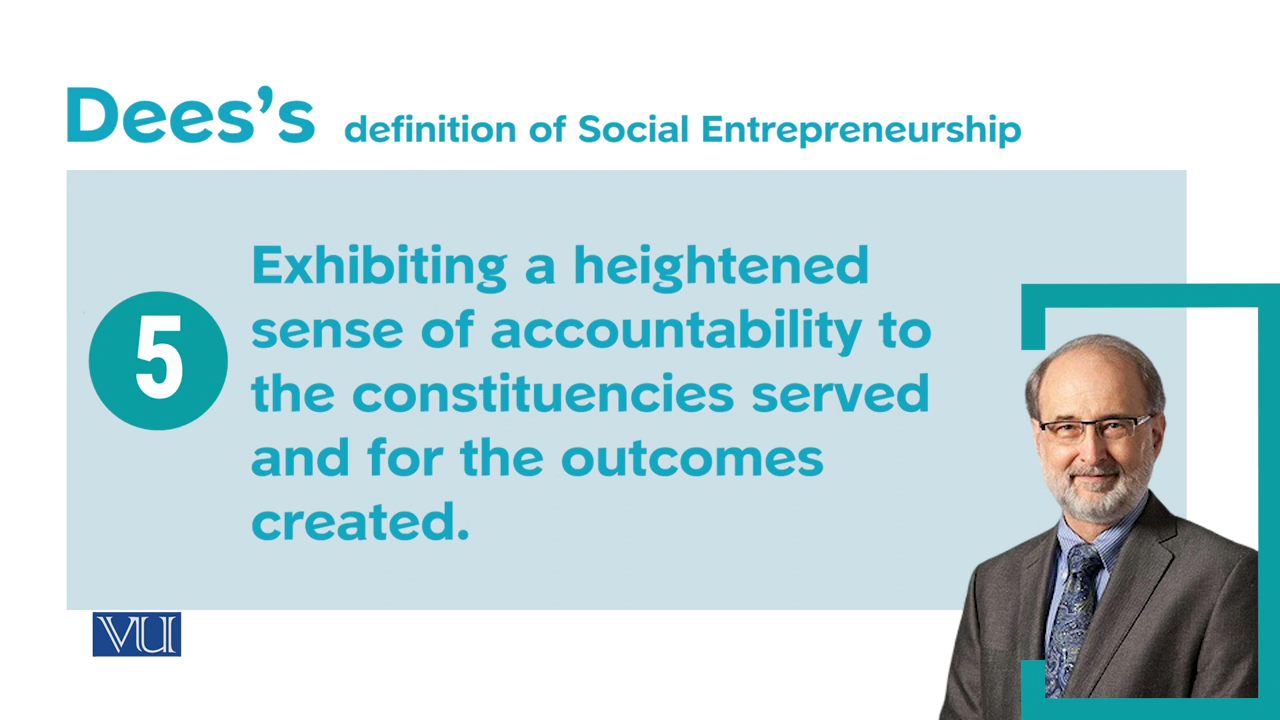 Dees’s definition of Social Entrepreneurship
5
Exhibiting a heightened
sense of accountability to
the constituencies served
and for the outcomes
created.
VU